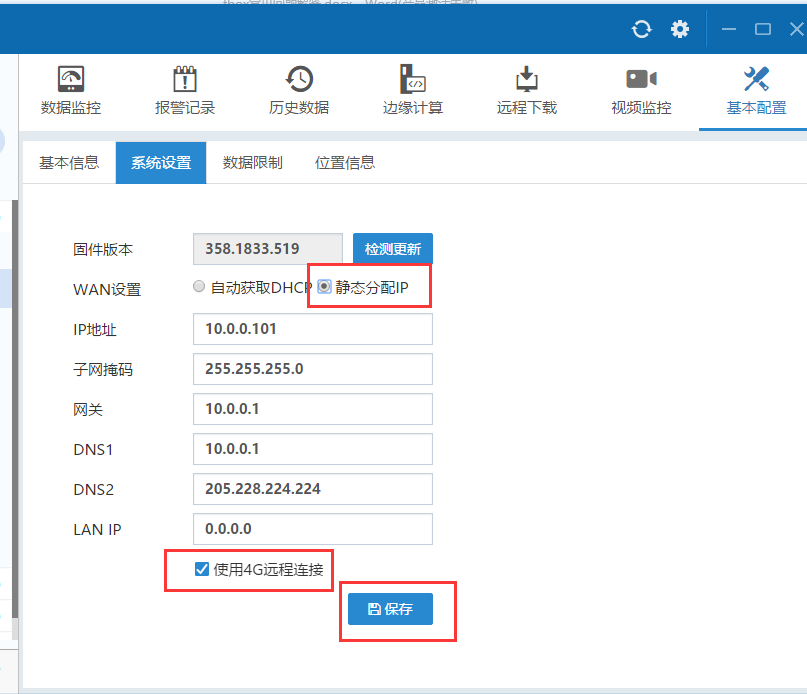 数据监控 报警记录 历史数据 边缘计算 远程下载 视频监控 基本配置
基本信息 系统设置 数据限制 位置信息
固件版本 358.1833.519 检测更新
WAN设置 自动获取DHCP 静态分配IP
IP地址 10.0.0.101
子网掩码 255.255.255.0
网关 10.0.0.1
DNS1 10.0.0.1
DNS2 205.228.224.224
LAN IP 0.0.0.0
使用4G远程连接
保存